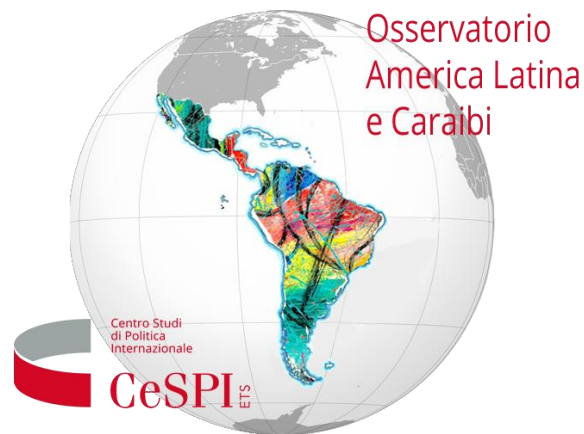 Osservatorio
America Latina
e Caraibi
Centro Studi
di Politica
Internazionale
CeSPI ETS